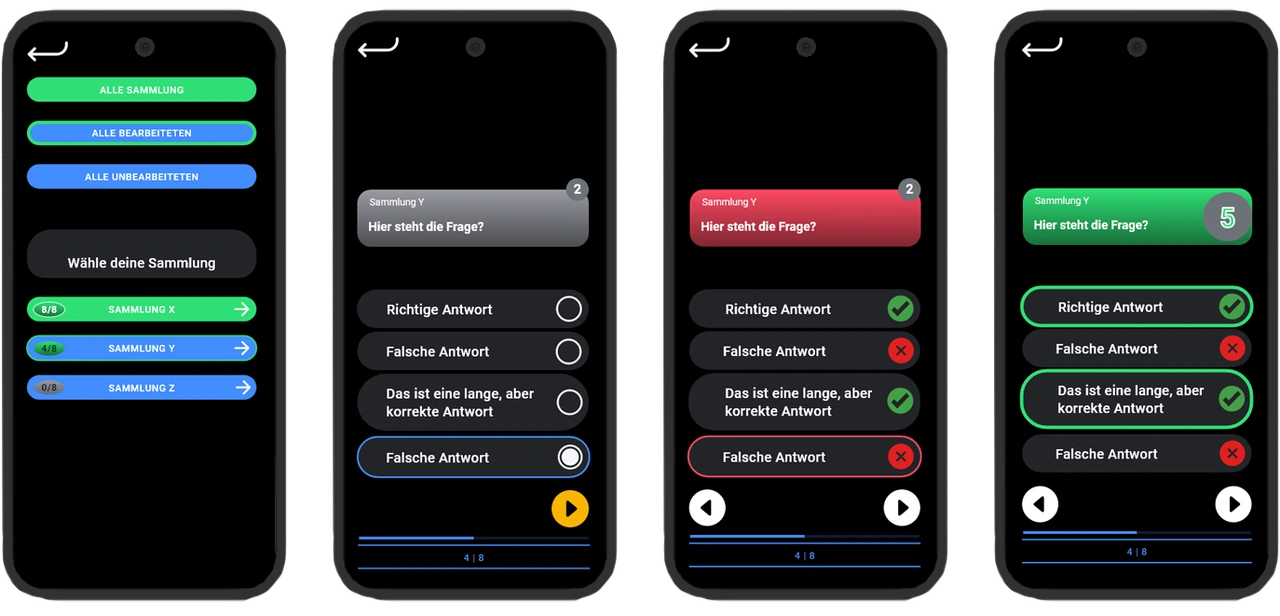 ALLE SAMMLUNG
ALLE BEARBEITETEN
ALLE UNBEARBEITETEN
Wähle deine Sammlung
8/8 SAMMLUNG X
4/8 SAMMLUNG Y
0/8 SAMMLUNG Z
2
Sammlung Y
Hier steht die Frage?
Richtige Antwort
Falsche Antwort
Das ist eine lange, aber
korrekte Antwort
Falsche Antwort
4 | 8
2
Sammlung Y
Hier steht die Frage?
Richtige Antwort
Falsche Antwort
Das ist eine lange, aber
korrekte Antwort
Falsche Antwort
4 | 8
Sammlung Y
5
Hier steht die Frage?
Richtige Antwort
Falsche Antwort
Das ist eine lange, aber
korrekte Antwort
Falsche Antwort
4 | 8